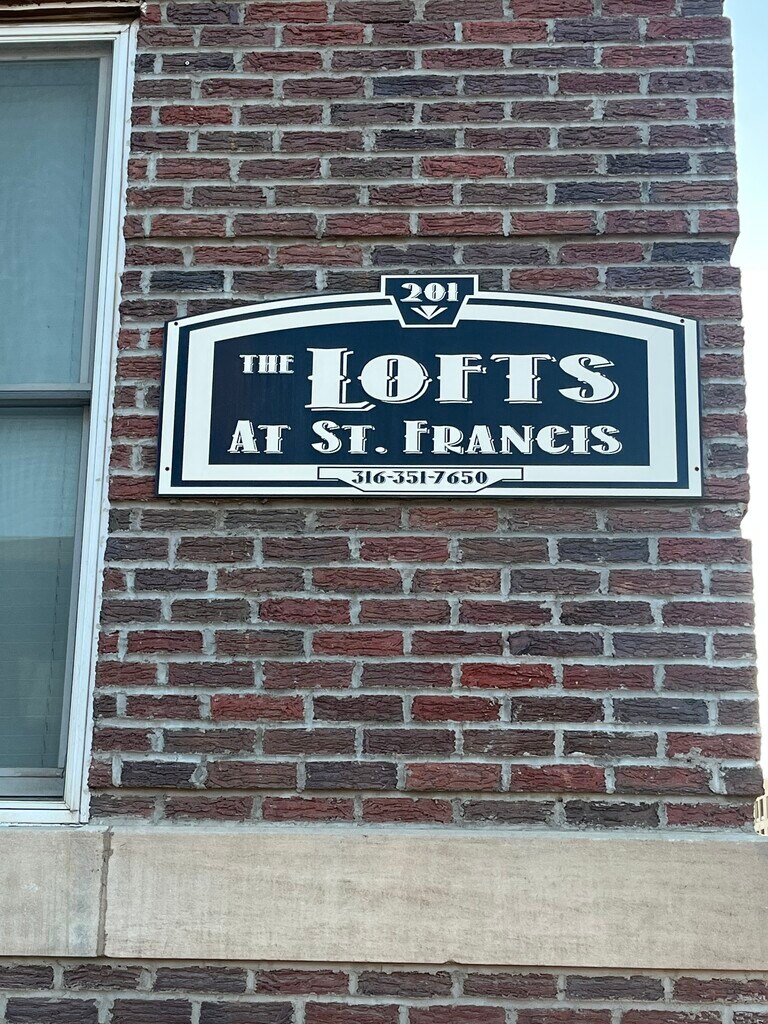 201
THE LOFTS
AT ST. FRANCIS
316-351-7650